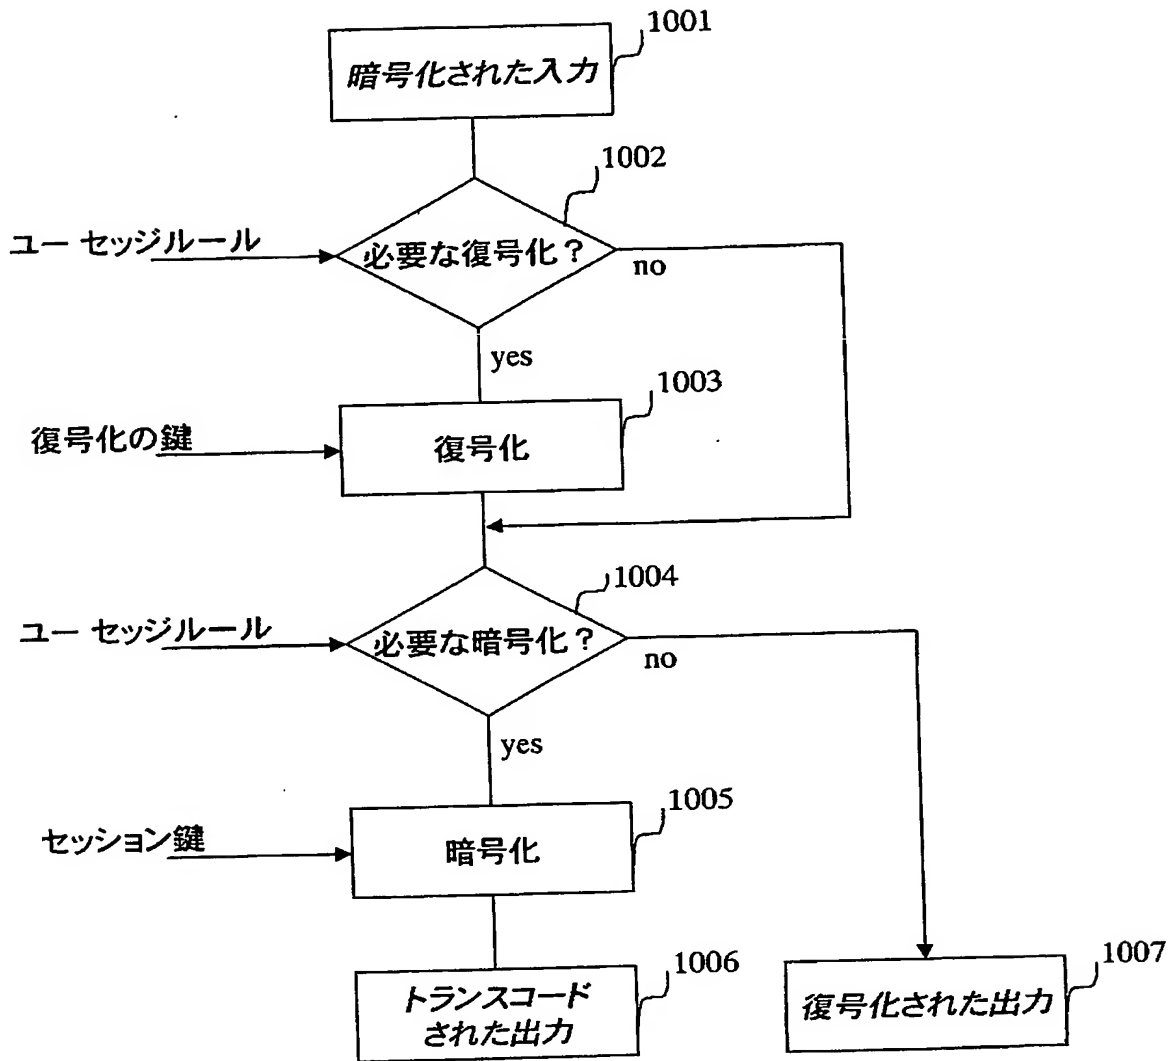 1001
暗号化された入力
1002
ユー セッジルール
必要な復号化？
no
yes
1003
復号化の鍵
復号化
1004
ユー セッジルール
必要な暗号化？
no
yes
1005
セッション鍵
暗号化
1006
トランスコード
された出力
1007
復号化された出力